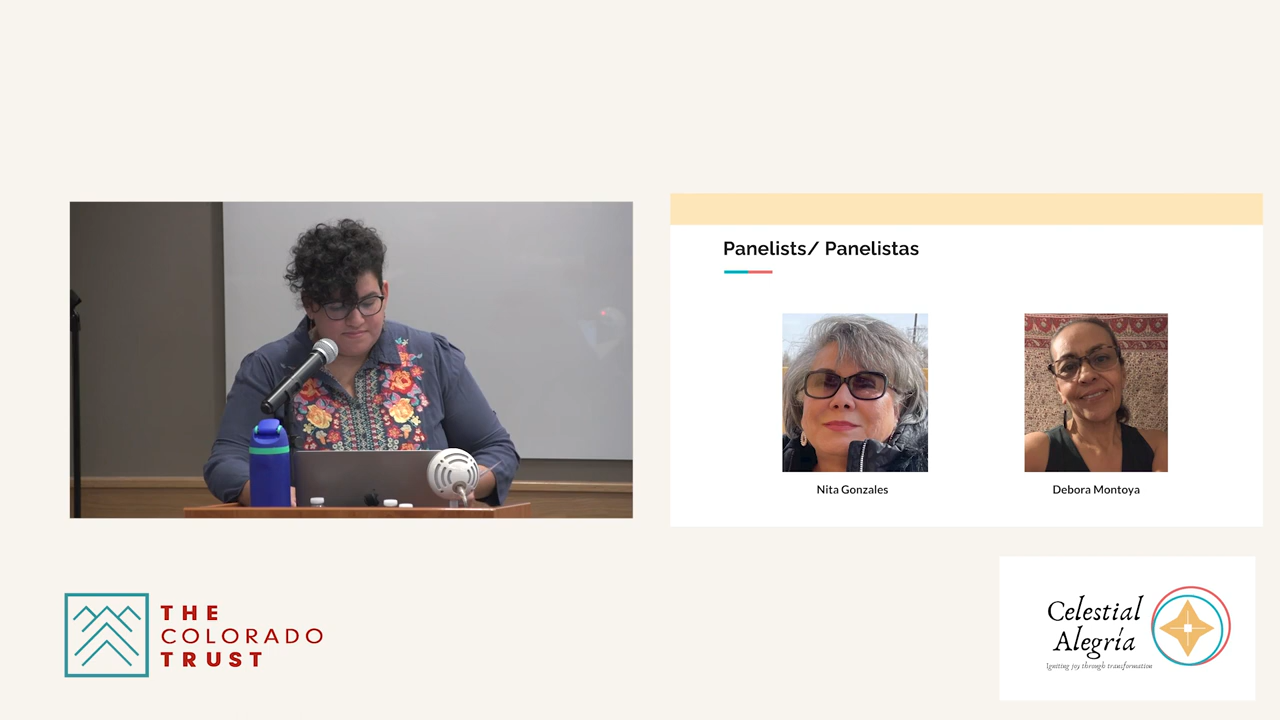 Panelists/ Panelistas
Nita Gonzales
Debora Montoya
THE
COLORADO
TRUST
Celestial
Alegría
Igniting joy through transformation